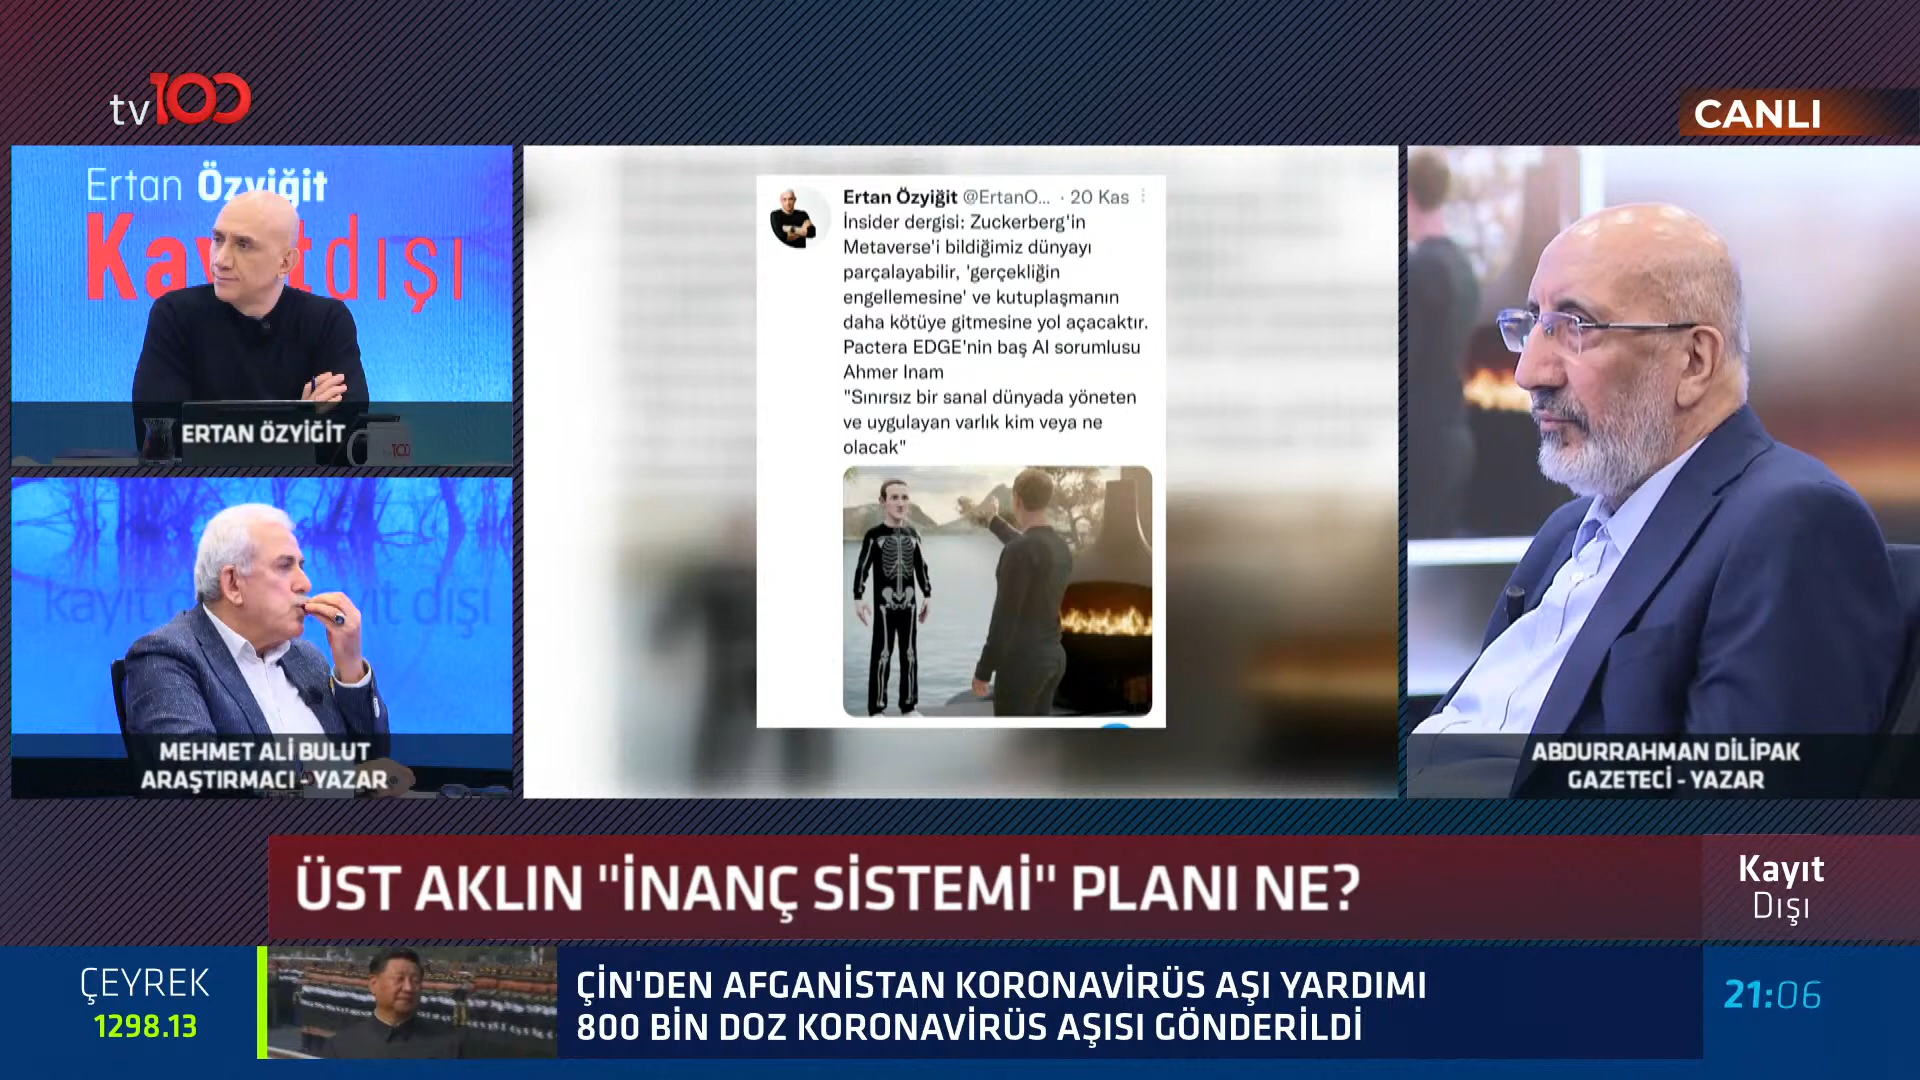 tv100
CANLI
Ertan Özyiğit
Kayıtdışı
ERTAN ÖZYİĞİT
kayıt dışı
MEHMET ALİ BULUT
ARAŞTIRMACI - YAZAR
Ertan Özyiğit @ErtanO... · 20 Kas
İnsider dergisi: Zuckerberg'in
Metaverse'i bildiğimiz dünyayı
parçalayabilir, 'gerçekliğin
engellemesine' ve kutuplaşmanın
daha kötüye gitmesine yol açacaktır.
Pactera EDGE'nin baş AI sorumlusu
Ahmer Inam
"Sınırsız bir sanal dünyada yöneten
ve uygulayan varlık kim veya ne
olacak"
ABDURRAHMAN DİLİPAK
GAZETECİ - YAZAR
ÜST AKLIN "İNANÇ SİSTEMİ" PLANI NE?
Kayıt
Dışı
ÇEYREK
1298.13
ÇİN'DEN AFGANİSTAN KORONAVİRÜS AŞI YARDIMI
800 BİN DOZ KORONAVİRÜS AŞISI GÖNDERİLDİ
21:06